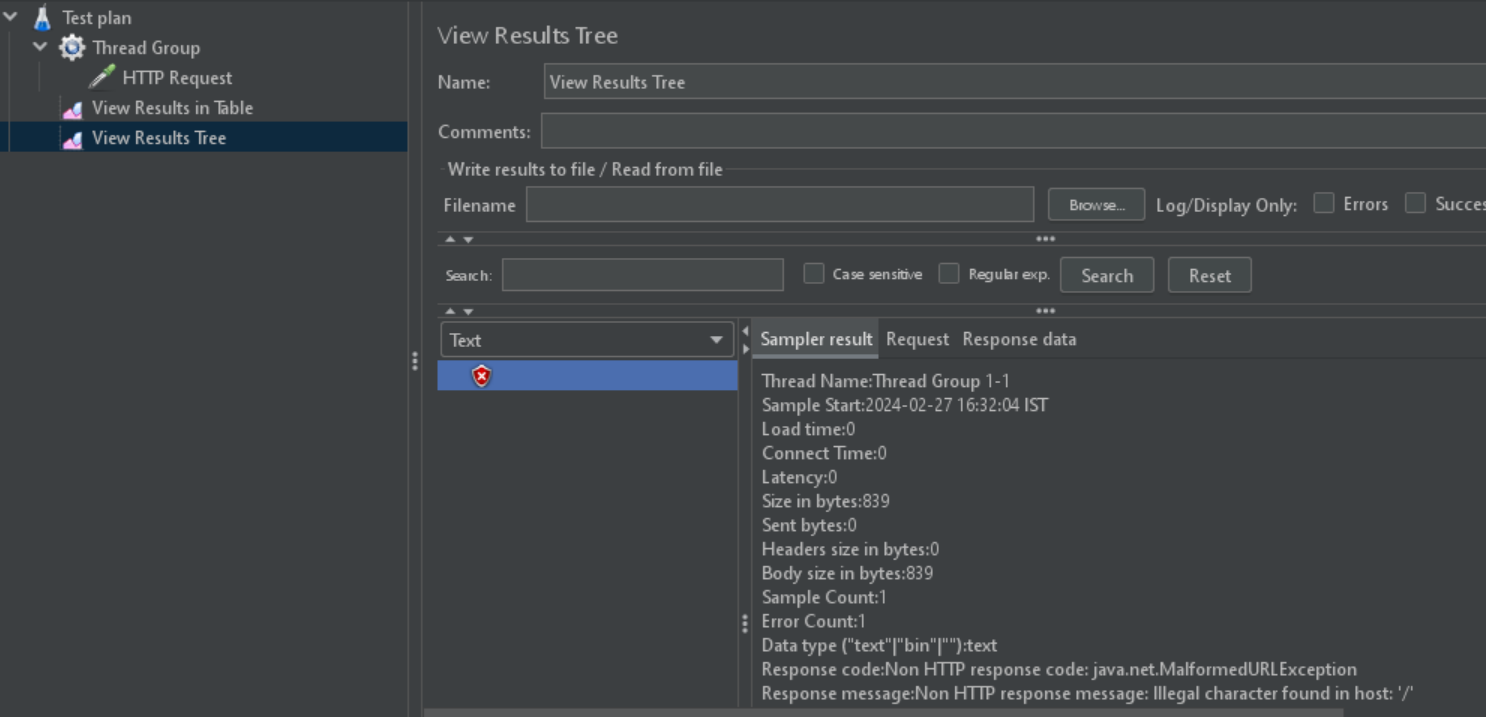 Test plan
Thread Group
HTTP Request
View Results in Table
View Results Tree
View Results Tree
Name: View Results Tree
Comments:
Write results to file / Read from file
Filename Browse... Log/Display Only: Errors Succes
Search: Case sensitive Regular exp. Search Reset
Text
Sampler result Request Response data
Thread Name:Thread Group 1-1
Sample Start:2024-02-27 16:32:04 IST
Load time:0
Connect Time:0
Latency:0
Size in bytes:839
Sent bytes:0
Headers size in bytes:0
Body size in bytes:839
Sample Count:1
Error Count:1
Data type ("text"|"bin"|""):text
Response code:Non HTTP response code: java.net.MalformedURLException
Response message:Non HTTP response message: Illegal character found in host: '/'